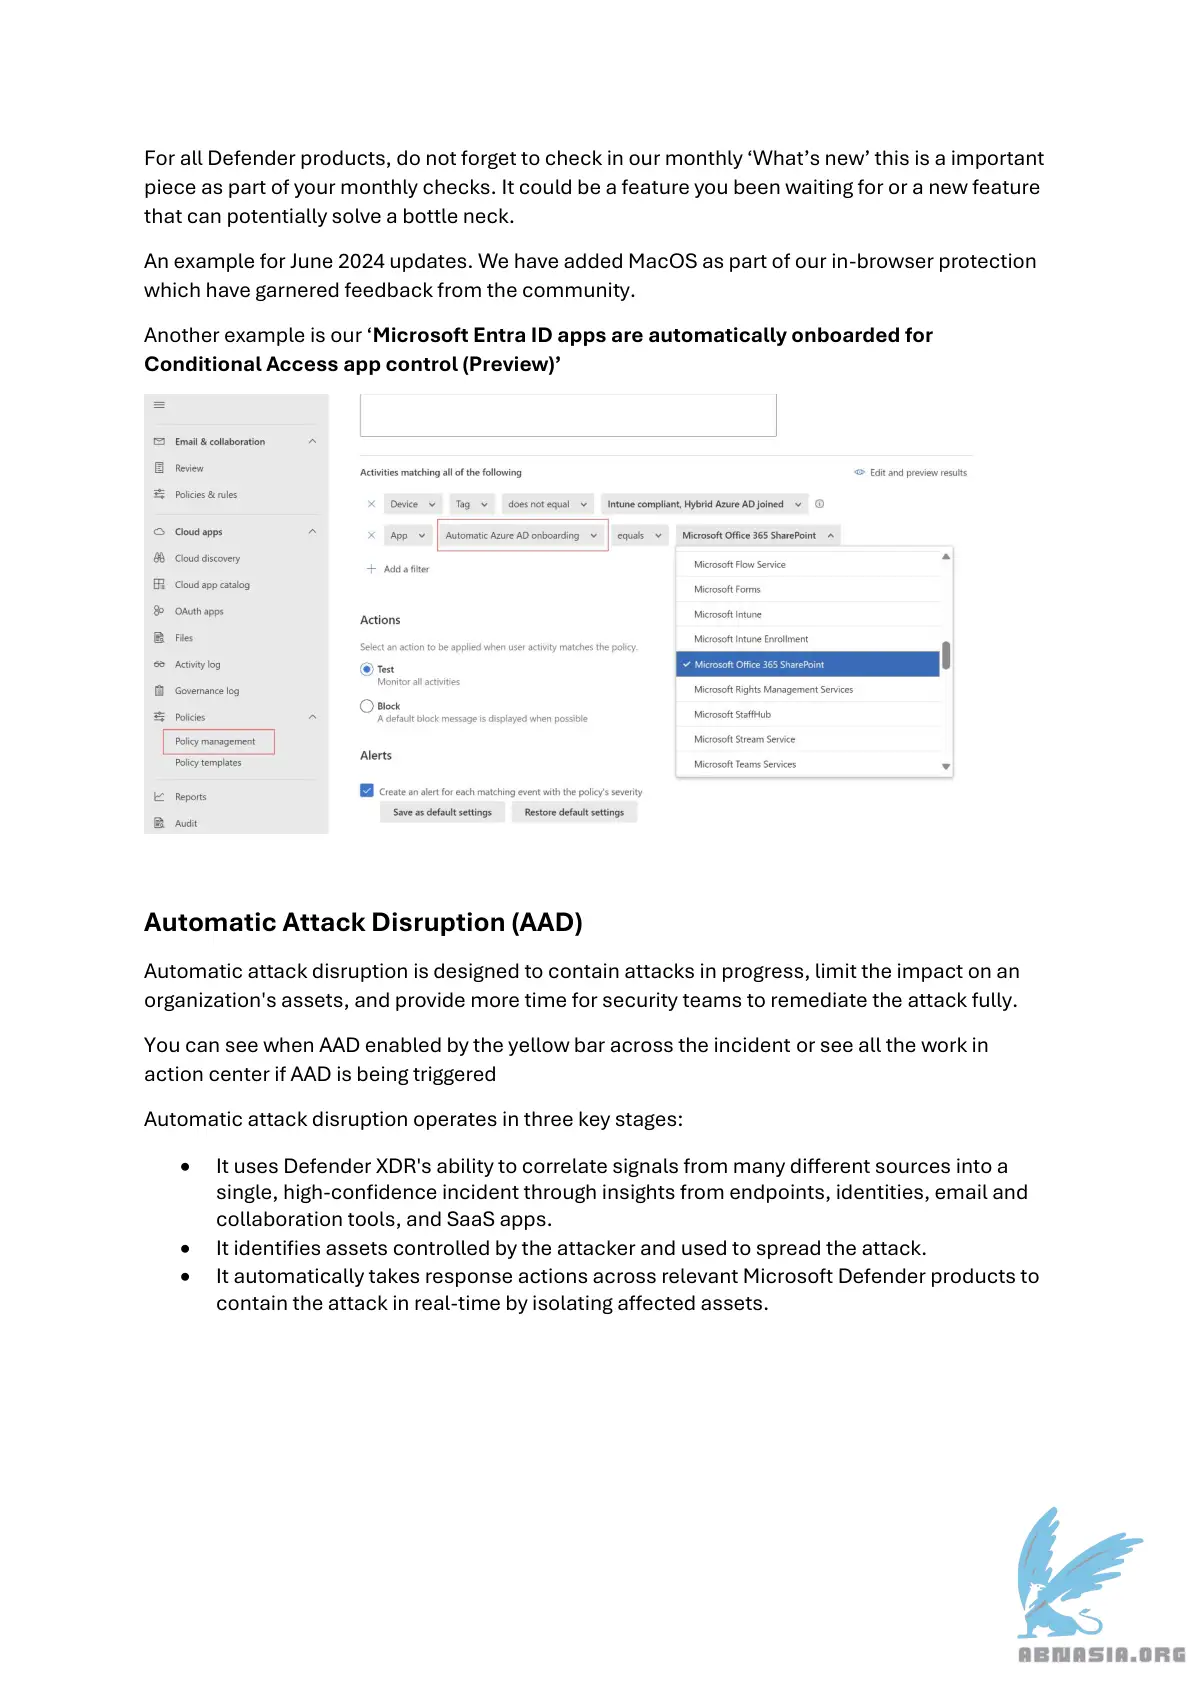 For all Defender products, do not forget to check in our monthly ‘What’s new’ this is a important
piece as part of your monthly checks. It could be a feature you been waiting for or a new feature
that can potentially solve a bottle neck.
An example for June 2024 updates. We have added MacOS as part of our in-browser protection
which have garnered feedback from the community.
Another example is our ‘Microsoft Entra ID apps are automatically onboarded for
Conditional Access app control (Preview)’
Email & collaboration
Review
Policies & rules
Cloud apps
Cloud discovery
Cloud app catalog
OAuth apps
Files
Activity log
Governance log
Policies
Policy management
Policy templates
Reports
Audit
Activities matching all of the following
Edit and preview results
Device Tag does not equal Intune compliant, Hybrid Azure AD joined
App Automatic Azure AD onboarding equals Microsoft Office 365 SharePoint
Add a filter
Microsoft Flow Service
Microsoft Forms
Microsoft Intune
Microsoft Intune Enrollment
Microsoft Office 365 SharePoint
Microsoft Rights Management Services
Microsoft StaffHub
Microsoft Stream Service
Microsoft Teams Services
Actions
Select an action to be applied when user activity matches the policy.
Test
Monitor all activities
Block
A default block message is displayed when possible
Alerts
Create an alert for each matching event with the policy's severity
Save as default settings Restore default settings
Automatic Attack Disruption (AAD)
Automatic attack disruption is designed to contain attacks in progress, limit the impact on an
organization's assets, and provide more time for security teams to remediate the attack fully.
You can see when AAD enabled by the yellow bar across the incident or see all the work in
action center if AAD is being triggered
Automatic attack disruption operates in three key stages:
• It uses Defender XDR's ability to correlate signals from many different sources into a
single, high-confidence incident through insights from endpoints, identities, email and
collaboration tools, and SaaS apps.
• It identifies assets controlled by the attacker and used to spread the attack.
• It automatically takes response actions across relevant Microsoft Defender products to
contain the attack in real-time by isolating affected assets.
ABNASIA.ORG